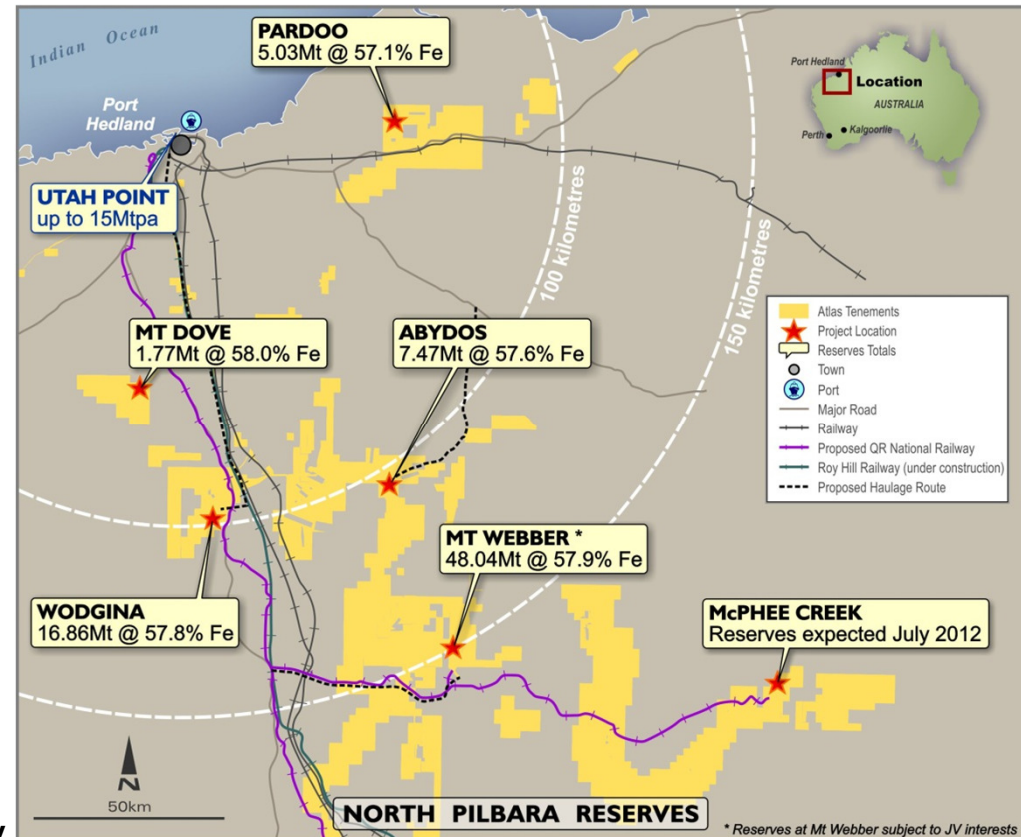 Indian Ocean
PARDOO
5.03Mt @ 57.1% Fe
Port Hedland
Location
AUSTRALIA
Perth
Kalgoorlie
Port
Hedland
UTAH POINT
up to 15Mtpa
100 kilometres
150 kilometres
MT DOVE
1.77Mt @ 58.0% Fe
ABYDOS
7.47Mt @ 57.6% Fe
Atlas Tenements
Project Location
Reserves Totals
Town
Port
Major Road
Railway
Proposed QR National Railway
Roy Hill Railway (under construction)
Proposed Haulage Route
MT WEBBER *
48.04Mt @ 57.9% Fe
WODGINA
16.86Mt @ 57.8% Fe
McPHEE CREEK
Reserves expected July 2012
N
50km
NORTH PILBARA RESERVES
* Reserves at Mt Webber subject to JV interests